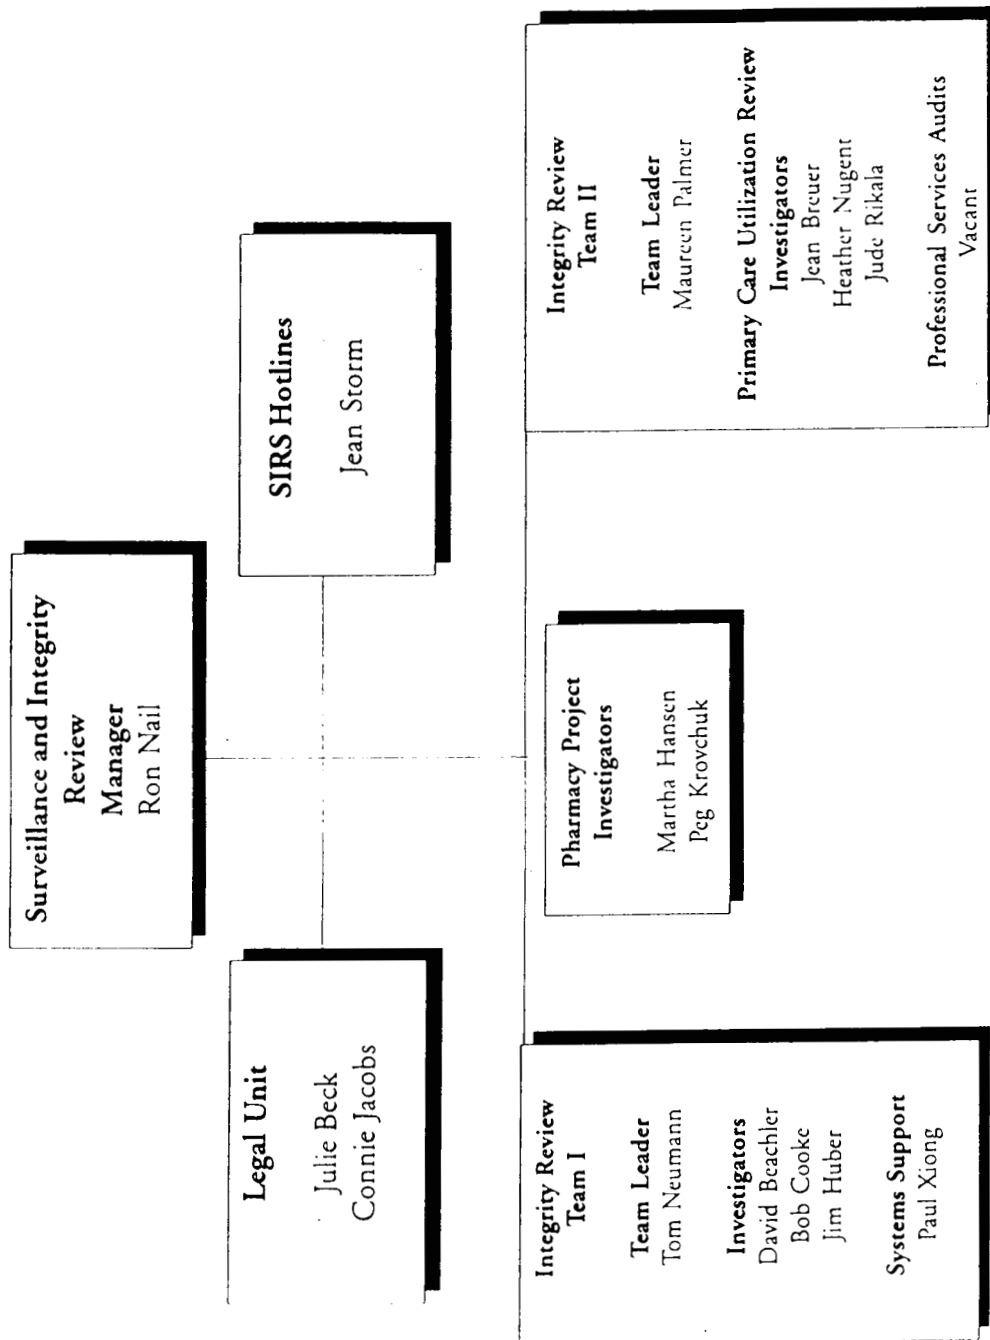 Surveillance and Integrity
Review
Manager
Ron Nail
Legal Unit
Julie Beck
Connie Jacobs
SIRS Hotlines
Jean Storm
Integrity Review
Team I
Team Leader
Tom Neumann
Investigators
David Beachler
Bob Cooke
Jim Huber
Systems Support
Paul Xiong
Pharmacy Project
Investigators
Martha Hansen
Peg Krovchuk
Integrity Review
Team II
Team Leader
Maureen Palmer
Primary Care Utilization Review
Investigators
Jean Breuer
Heather Nugent
Jude Rikala
Professional Services Audits
Vacant